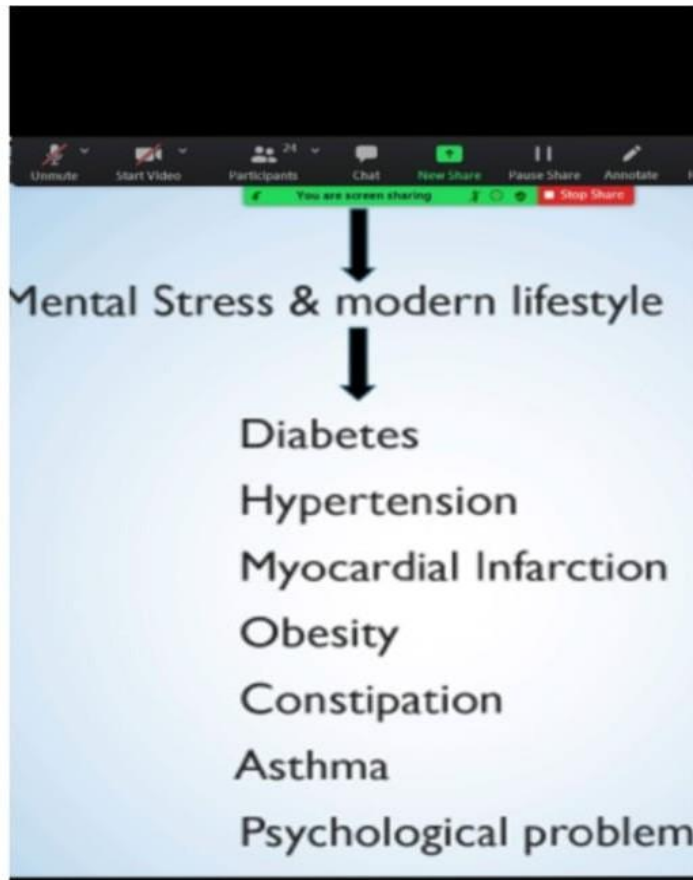 24
Unmute Start Video Participants Chat New Share Pause Share Annotate
You are screen sharing Stop Share
Mental Stress & modern lifestyle
Diabetes
Hypertension
Myocardial Infarction
Obesity
Constipation
Asthma
Psychological problem